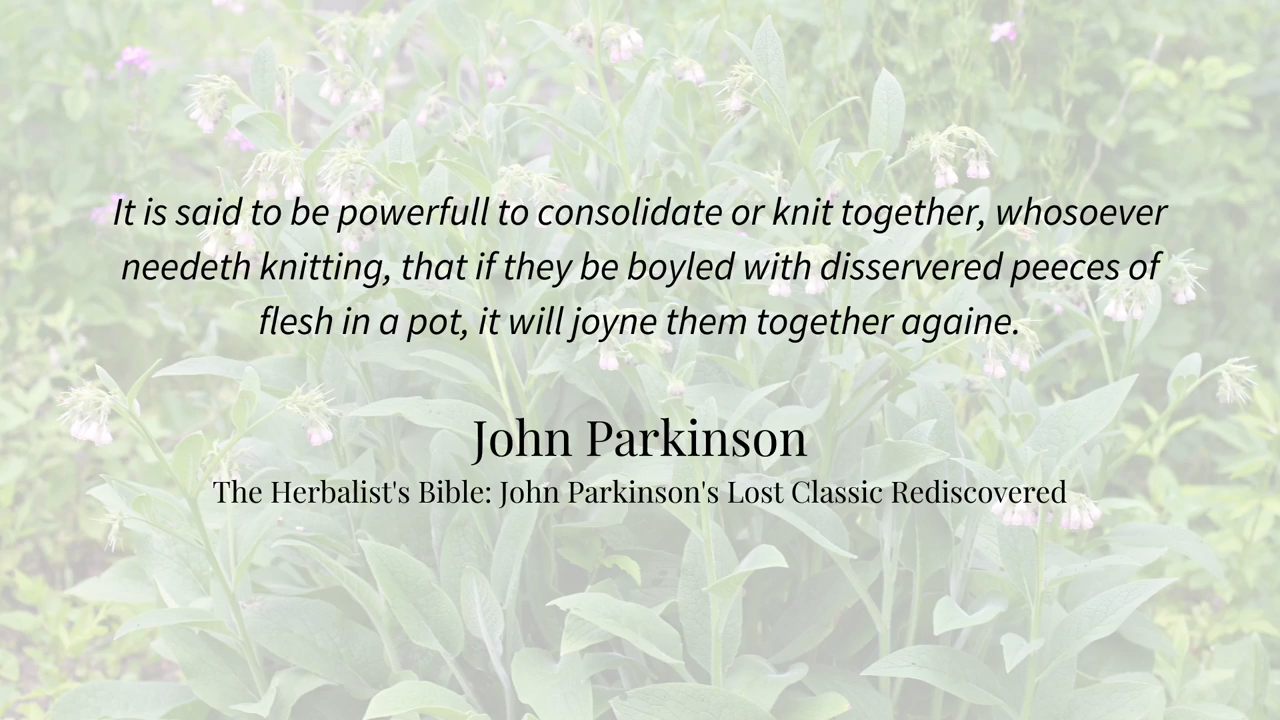 It is said to be powerfull to consolidate or knit together, whosoever
needeth knitting, that if they be boyled with disservered peeces of
flesh in a pot, it will joyne them together againe.
John Parkinson
The Herbalist's Bible: John Parkinson's Lost Classic Rediscovered